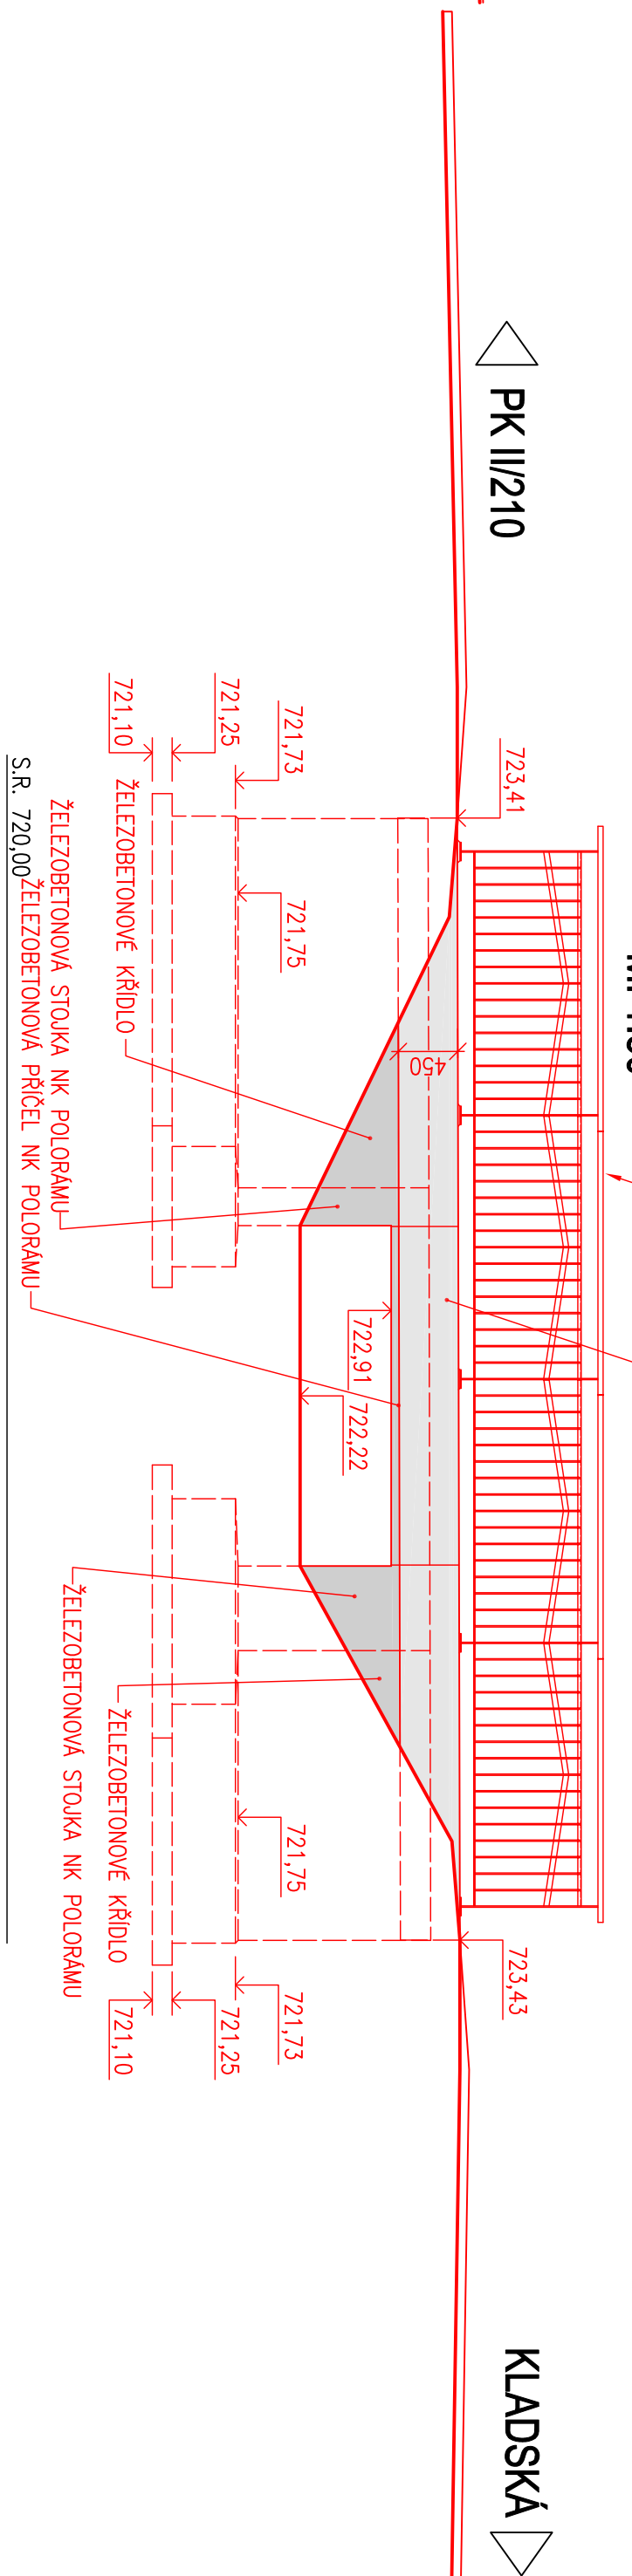 PK II/210
KLADSKÁ
723,41
723,43
450
722,91
722,22
721,73
721,75
721,25
721,10
721,75
721,73
721,25
721,10
ŽELEZOBETONOVÉ KŘÍDLO
ŽELEZOBETONOVÁ STOJKA NK POLORÁMU
ŽELEZOBETONOVÁ PŘÍČEL NK POLORÁMU
ŽELEZOBETONOVÉ KŘÍDLO
ŽELEZOBETONOVÁ STOJKA NK POLORÁMU
S.R. 720,00